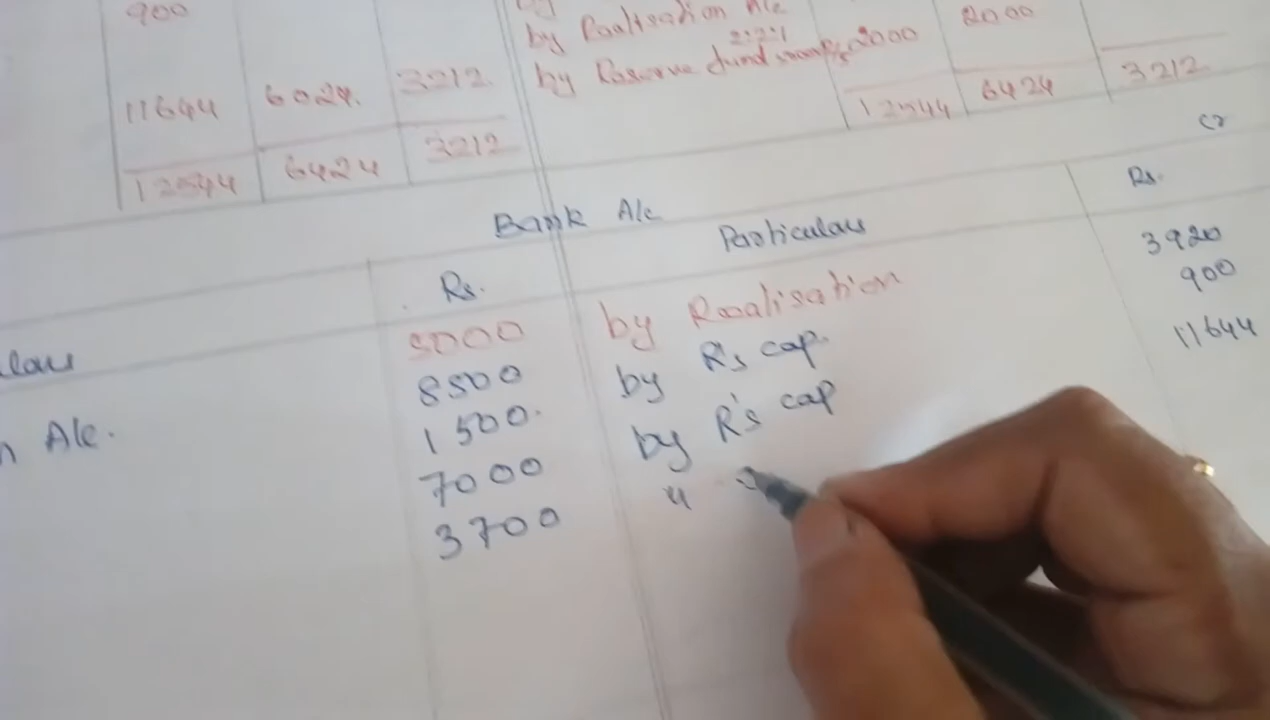 900
by Realisation A/c 2000
2:2:1
by Reserve fund 2000
11644 6024. 3212. 12544 6424 3212
12544 6424 3212
Cr
Bank A/c
Rs. Particulars Rs.
5000 by Realisation 3920
8500 by R's cap. 900
A/c. 1500. by R's cap 11644
7000 "
3700